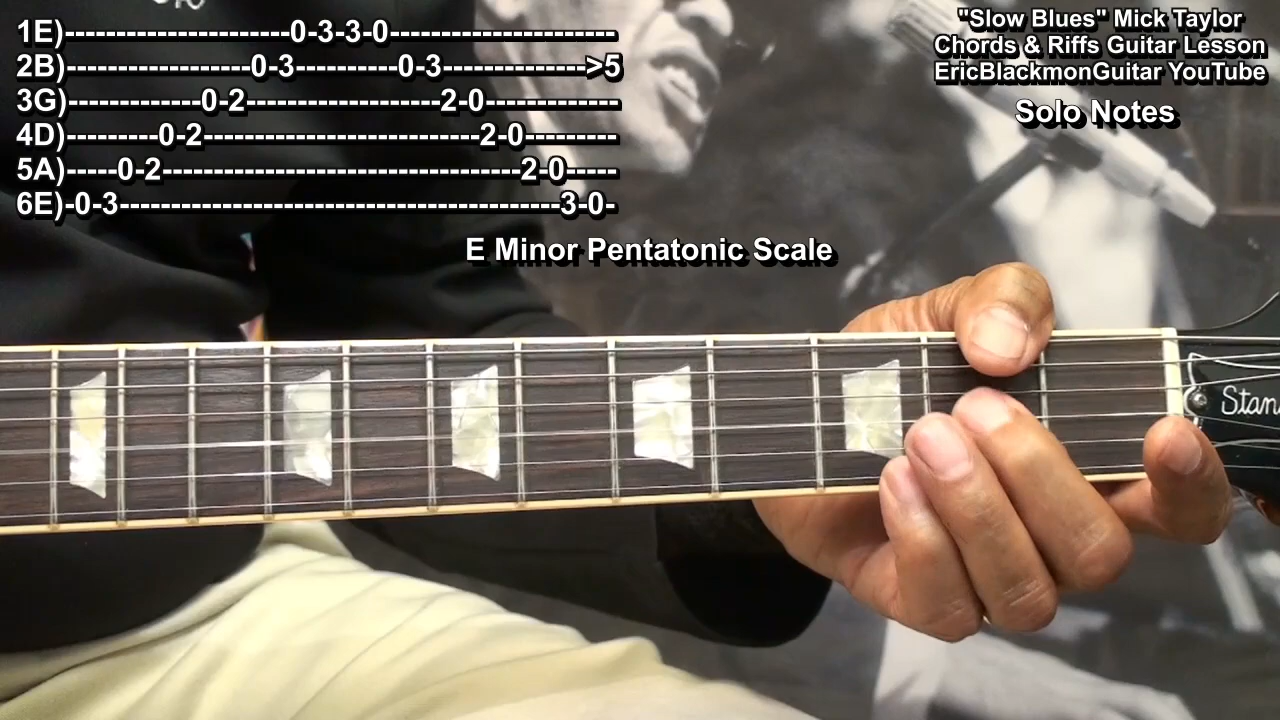 1E)----------------------0-3-3-0----------------------
2B)------------------0-3----------0-3--------------->5
3G)-------------0-2-------------------2-0-------------
4D)---------0-2---------------------------2-0---------
5A)-----0-2-----------------------------------2-0-----
6E)-0-3-------------------------------------------3-0-
E Minor Pentatonic Scale
"Slow Blues" Mick Taylor
Chords & Riffs Guitar Lesson
EricBlackmonGuitar YouTube
Solo Notes
Stan